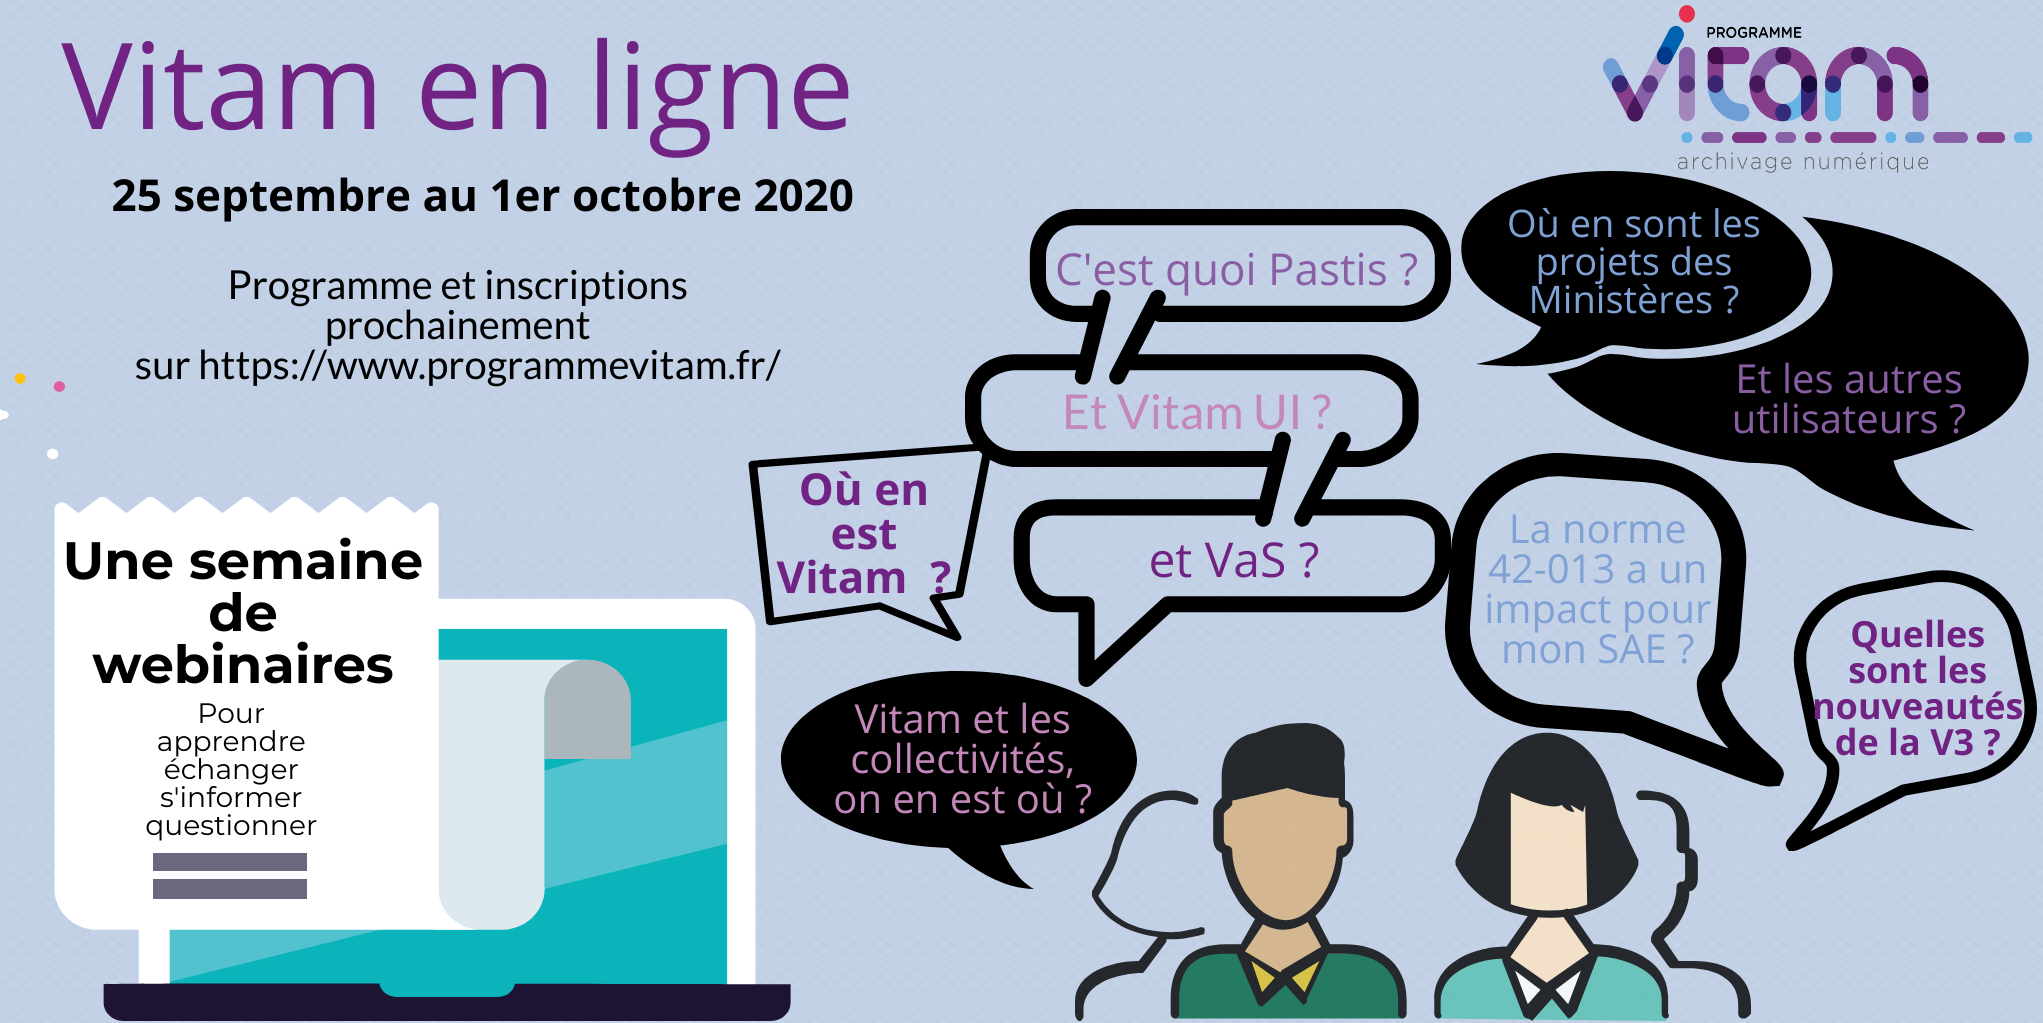 Vitam en ligne
25 septembre au 1er octobre 2020
Programme et inscriptions
prochainement
sur https://www.programmevitam.fr/
PROGRAMME
vitam
archivage numérique
C'est quoi Pastis ?
Et Vitam UI ?
et VaS ?
Où en sont les
projets des
Ministères ?
Et les autres
utilisateurs ?
Où en
est
Vitam  ?
La norme
42-013 a un
impact pour
mon SAE ?
Quelles
sont les
nouveautés
de la V3 ?
Vitam et les
collectivités,
on en est où ?
Une semaine
de
webinaires
Pour
apprendre
échanger
s'informer
questionner